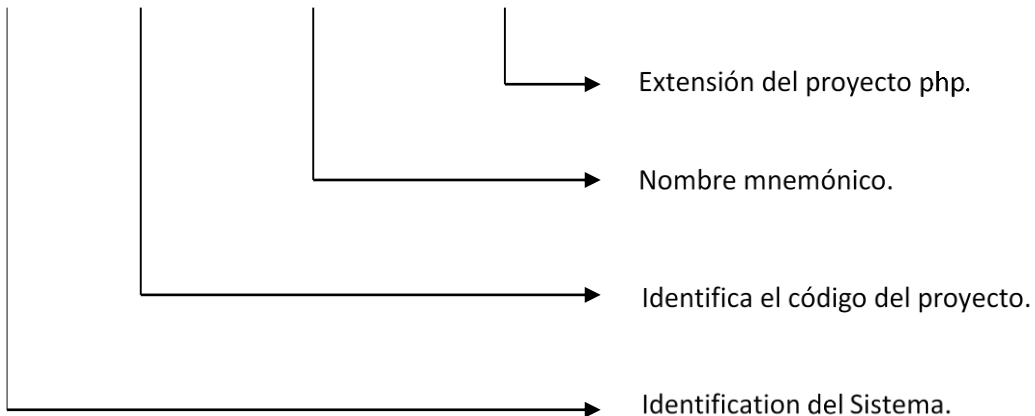 Extensión del proyecto php.
Nombre mnemónico.
Identifica el código del proyecto.
Identification del Sistema.